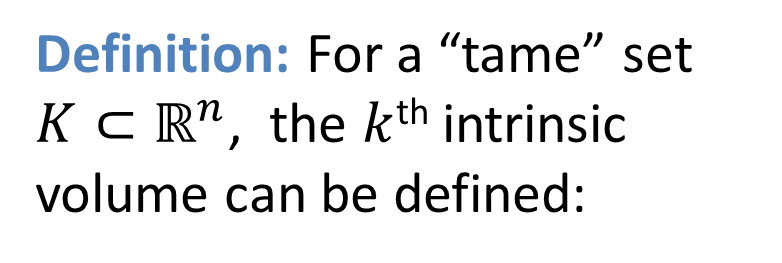 Definition: For a “tame” set
𝐾 ⊂ ℝⁿ, the 𝑘ᵗʰ intrinsic
volume can be defined: